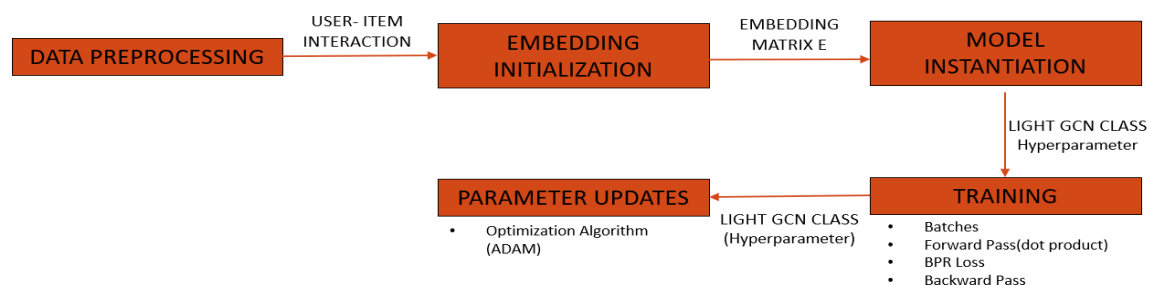 DATA PREPROCESSING
USER- ITEM
INTERACTION
EMBEDDING
INITIALIZATION
EMBEDDING
MATRIX E
MODEL
INSTANTIATION
LIGHT GCN CLASS
Hyperparameter
TRAINING
• Batches
• Forward Pass(dot product)
• BPR Loss
• Backward Pass
LIGHT GCN CLASS
(Hyperparameter)
PARAMETER UPDATES
• Optimization Algorithm
(ADAM)